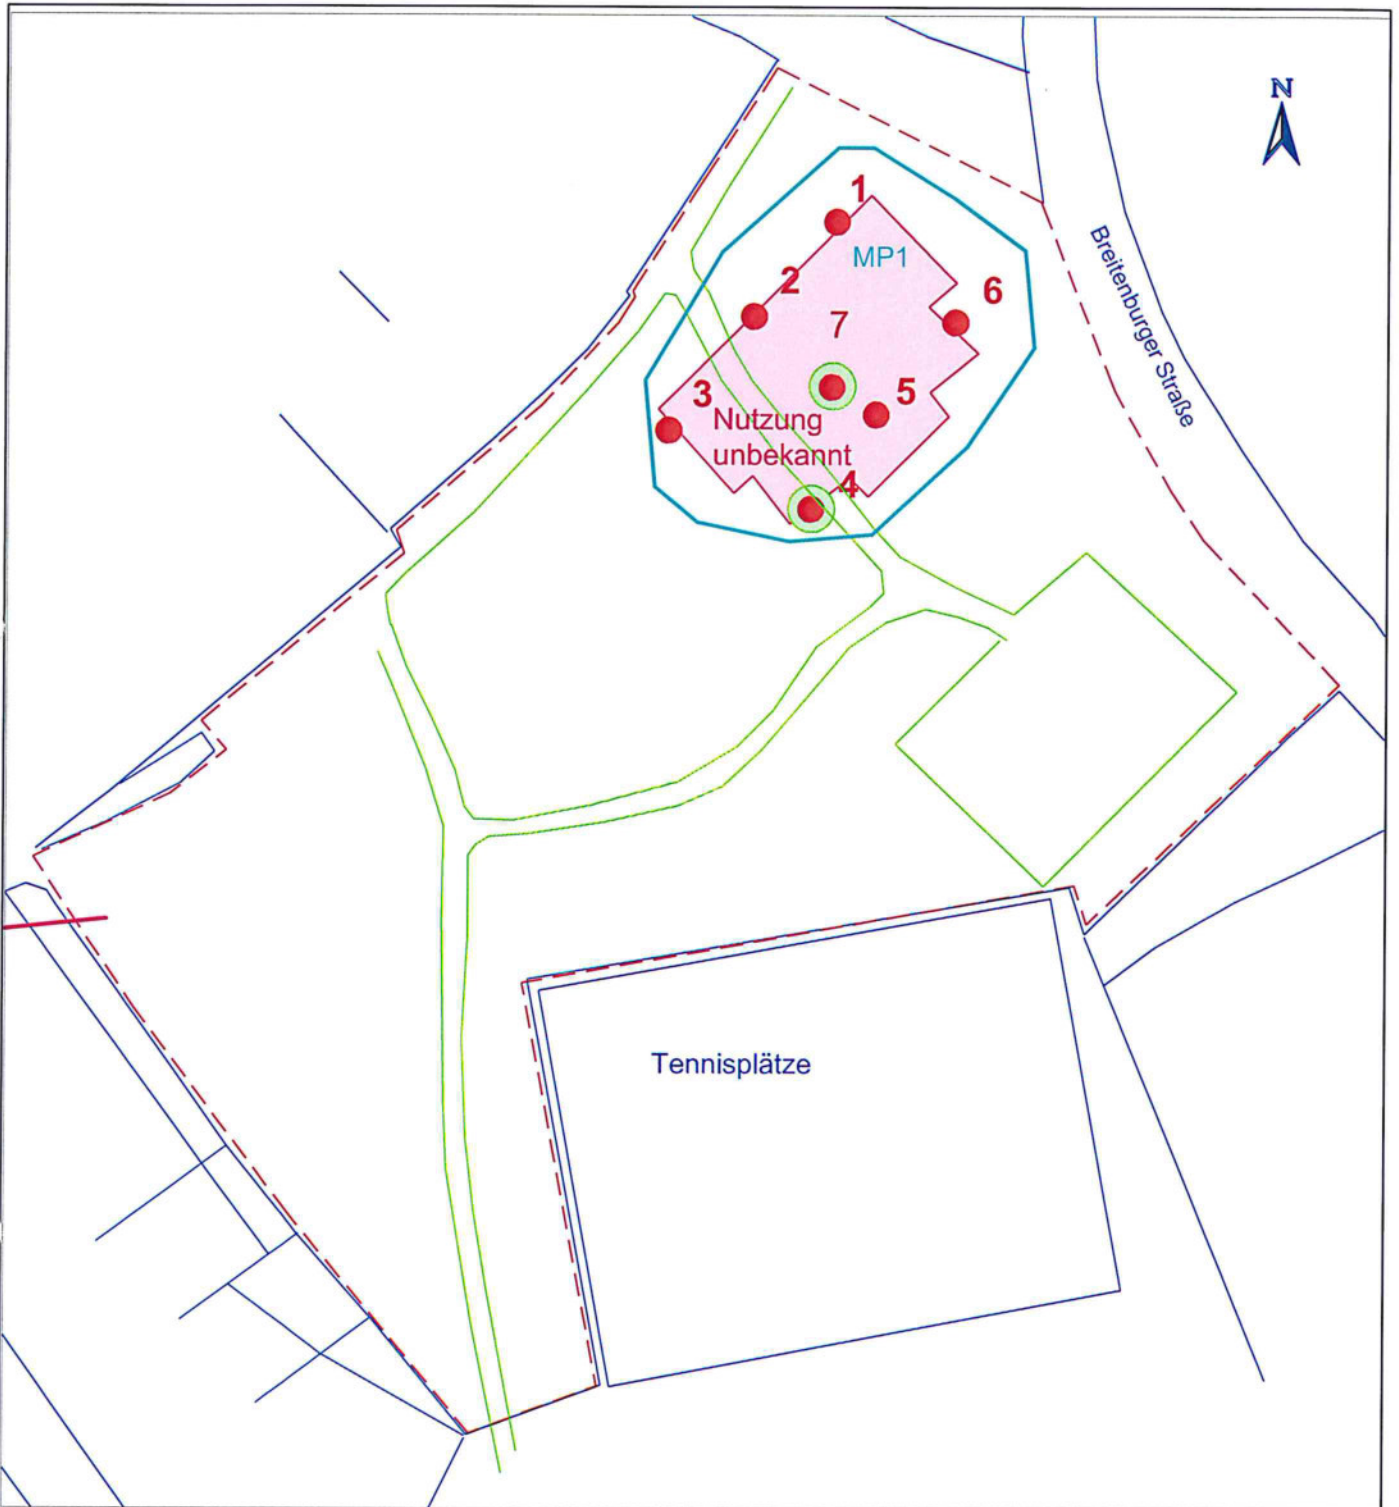 N
1
MP1
2
6
7
Breitenburger Straße
3
5
Nutzung
unbekannt
4
Tennisplätze